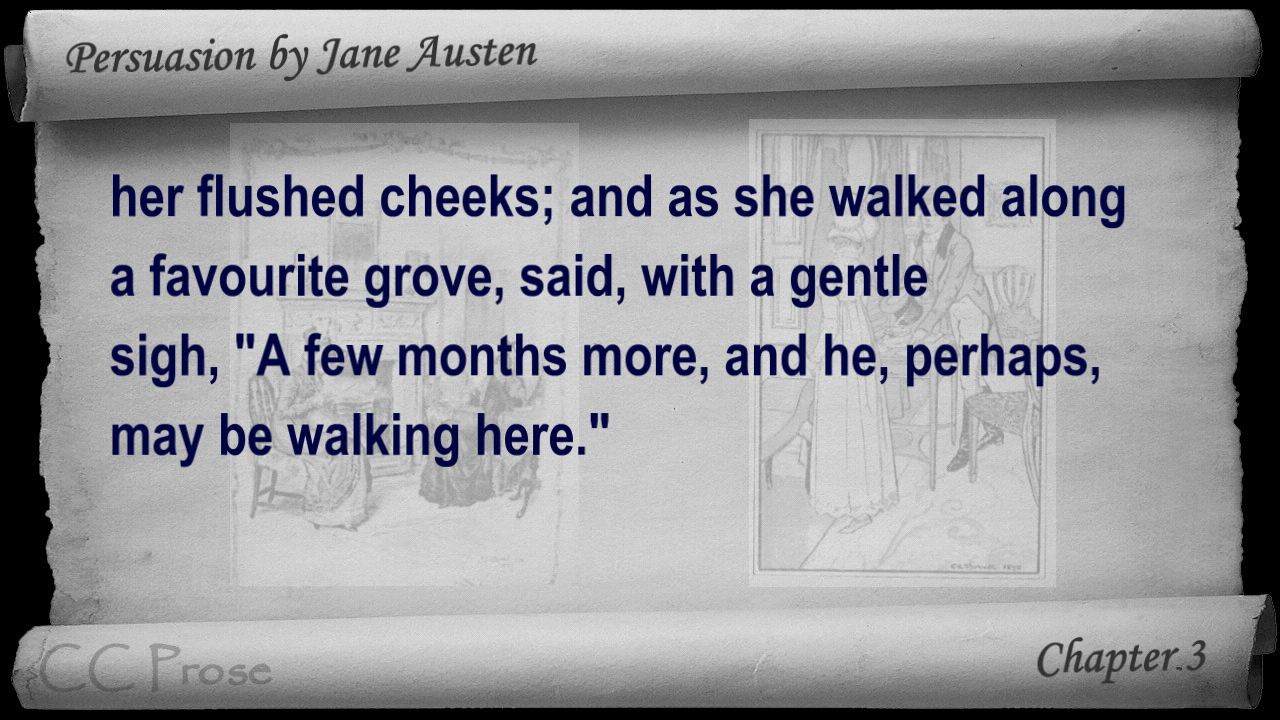 Persuasion by Jane Austen
her flushed cheeks; and as she walked along
a favourite grove, said, with a gentle
sigh, "A few months more, and he, perhaps,
may be walking here."
CC Prose
Chapter.3